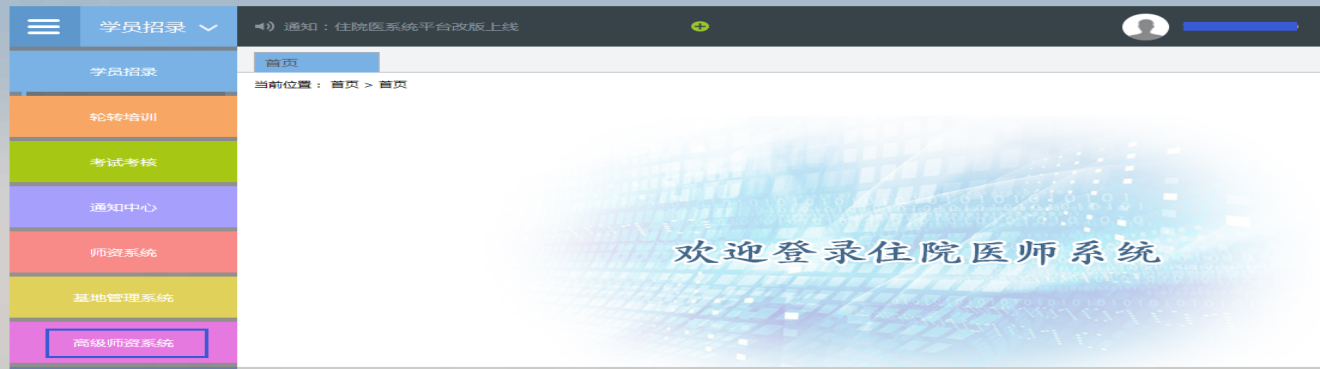 学员招录
通知：住院医系统平台改版上线
学员招录
轮转培训
考试考核
通知中心
师资系统
基地管理系统
高级师资系统
首页
当前位置： 首页 > 首页
欢迎登录住院医师系统